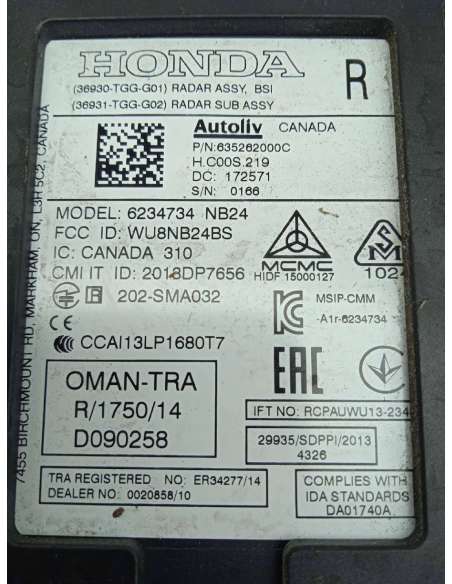 HONDA
(36930-TGG-G01) RADAR ASSY, BSI
(36931-TGG-G02) RADAR SUB ASSY
R
Autoliv CANADA
P/N:635262000C
H.C00S.219
DC: 172571
S/N: 0166
MODEL: 6234734 NB24
FCC ID: WU8NB24BS
IC: CANADA 310
CMI IT ID: 2018DP7656
MCMC
HIDF 15000127
SM
1024
R 202-SMA032
MSIP-CMM
-A1r-6234734
CE
CCC CCAI13LP1680T7
EAC
OMAN-TRA
R/1750/14
D090258
IFT NO: RCPAUWU13-234
29935/SDPPI/2013
4326
TRA REGISTERED NO: ER34277/14
DEALER NO: 0020858/10
COMPLIES WITH
IDA STANDARDS
DA01740A
7455 BIRCHMOUNT RD, MARKHAM, ON, L3R5C2, CANADA